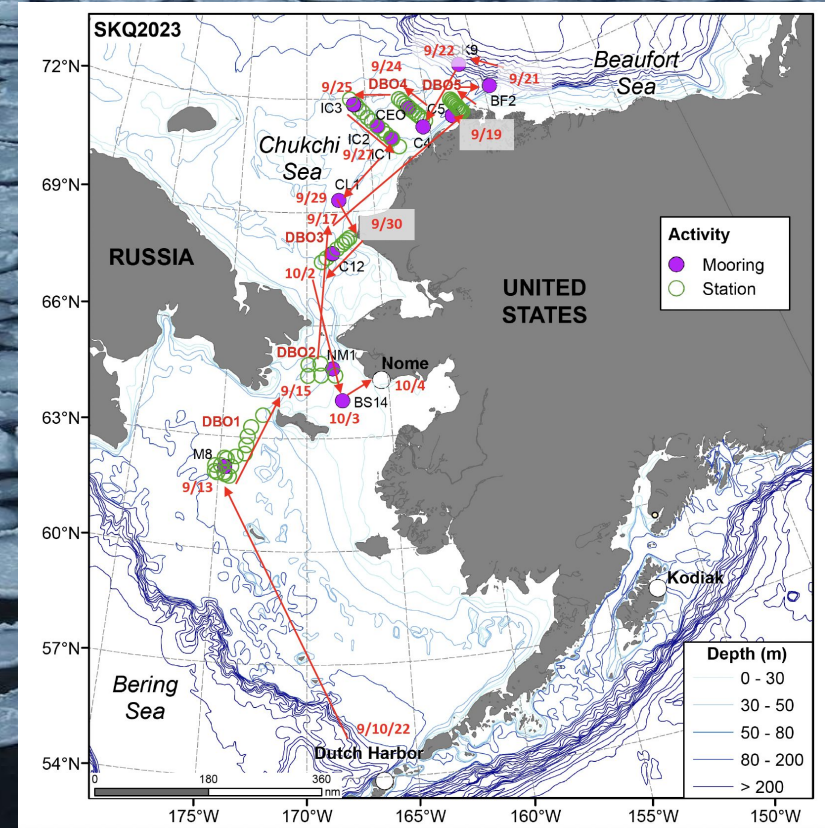 SKQ2023
72°N
69°N
66°N
63°N
60°N
57°N
54°N
Beaufort
Sea
9/22
K9
9/21
9/24
DBO4
DBO5
BF2
9/25
IC3
CEO
C5
9/19
IC2
C4
9/27
IC1
Chukchi
Sea
CL1
9/29
9/17
9/30
DBO3
C12
10/2
RUSSIA
UNITED
STATES
Activity
Mooring
Station
DBO2
NM1
Nome
10/4
9/15
BS14
10/3
DBO1
M8
9/13
Kodiak
Bering
Sea
9/10/22
Dutch Harbor
Depth (m)
0 - 30
30 - 50
50 - 80
80 - 200
> 200
0
180
360
nm
175°W
170°W
165°W
160°W
155°W
150°W